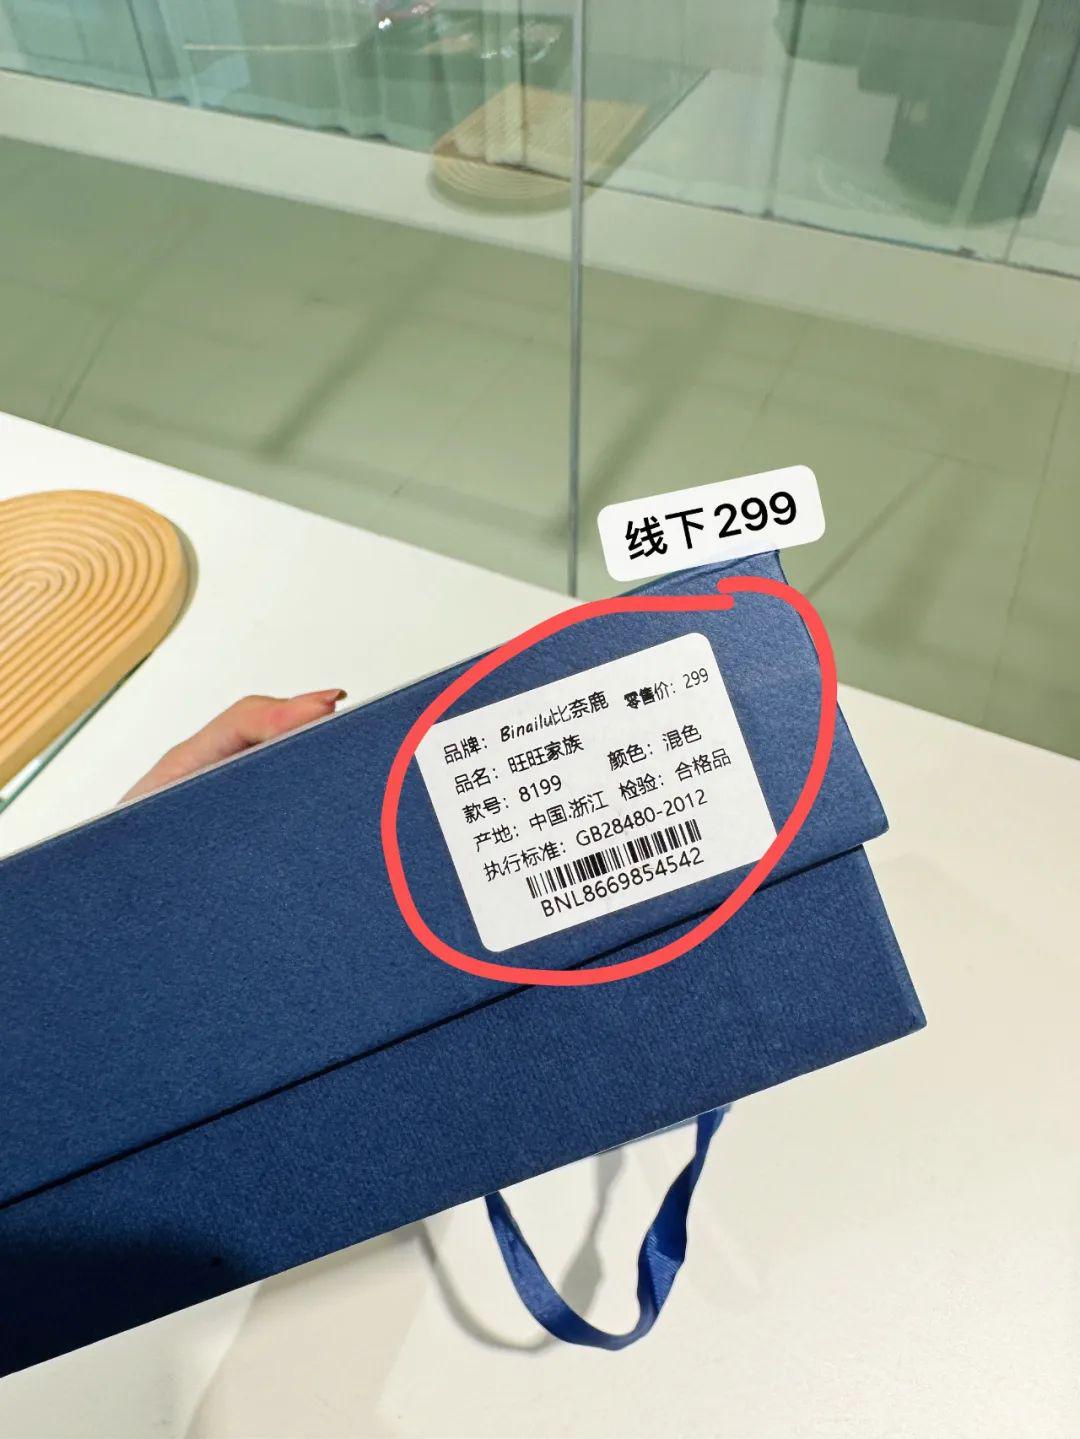 线下299
品牌：Binailu比奈鹿 零售价：299
品名：旺旺家族
款号：8199 颜色：混色
产地：中国.浙江 检验：合格品
执行标准：GB28480-2012
BNL8669854542